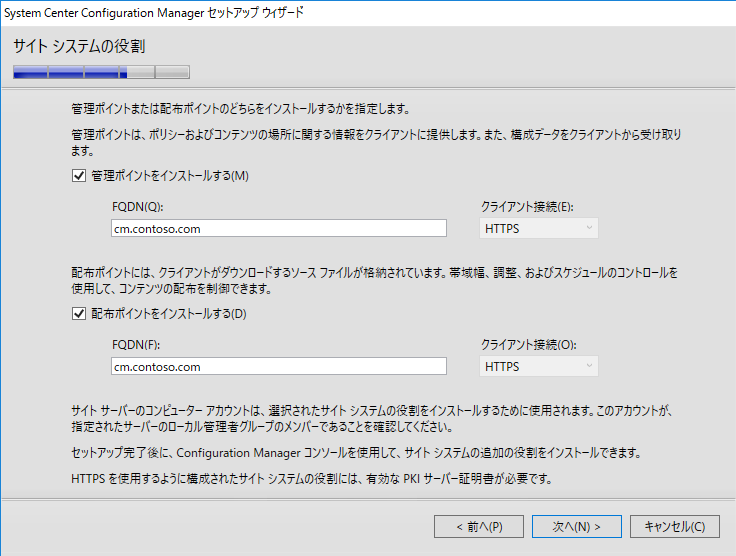 System Center Configuration Manager セットアップ ウィザード
サイト システムの役割
管理ポイントまたは配布ポイントのどちらをインストールするかを指定します。
管理ポイントは、ポリシーおよびコンテンツの場所に関する情報をクライアントに提供します。また、構成データをクライアントから受け取り
ます。
管理ポイントをインストールする(M)
FQDN(Q): クライアント接続(E):
cm.contoso.com HTTPS
配布ポイントには、クライアントがダウンロードするソース ファイルが格納されています。帯域幅、調整、およびスケジュールのコントロールを
使用して、コンテンツの配布を制御できます。
配布ポイントをインストールする(D)
FQDN(F): クライアント接続(O):
cm.contoso.com HTTPS
サイト サーバーのコンピューター アカウントは、選択されたサイト システムの役割をインストールするために使用されます。このアカウントが、
指定されたサーバーのローカル管理者グループのメンバーであることを確認してください。
セットアップ完了後に、Configuration Manager コンソールを使用して、サイト システムの追加の役割をインストールできます。
HTTPS を使用するように構成されたサイト システムの役割には、有効な PKI サーバー証明書が必要です。
< 前へ(P) 次へ(N) > キャンセル(C)